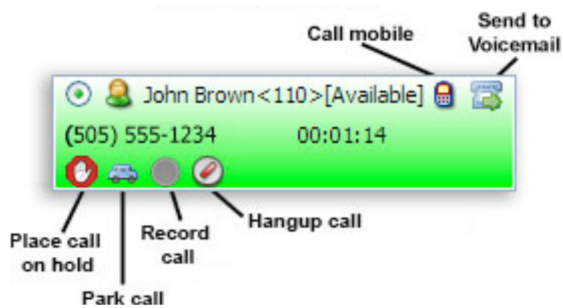 Call mobile
Send to
Voicemail
John Brown<110>[Available]
(505) 555-1234 00:01:14
Place call
on hold
Park call
Record
call
Hangup call